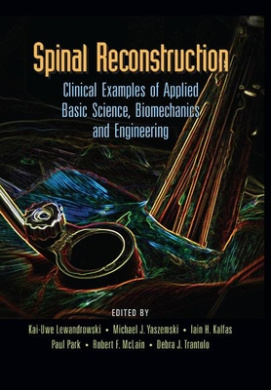 Spinal Reconstruction
Clinical Examples of Applied
Basic Science, Biomechanics
and Engineering
EDITED BY
Kai-Uwe Lewandrowski • Michael J. Yaszemski • Iain H. Kalfas
Paul Park • Robert F. McLain • Debra J. Trantolo